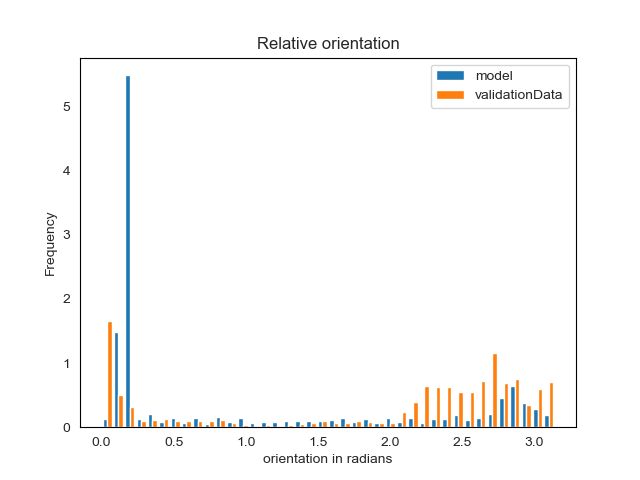 Relative orientation
model
validationData
Frequency
5
4
3
2
1
0
0.0 0.5 1.0 1.5 2.0 2.5 3.0
orientation in radians